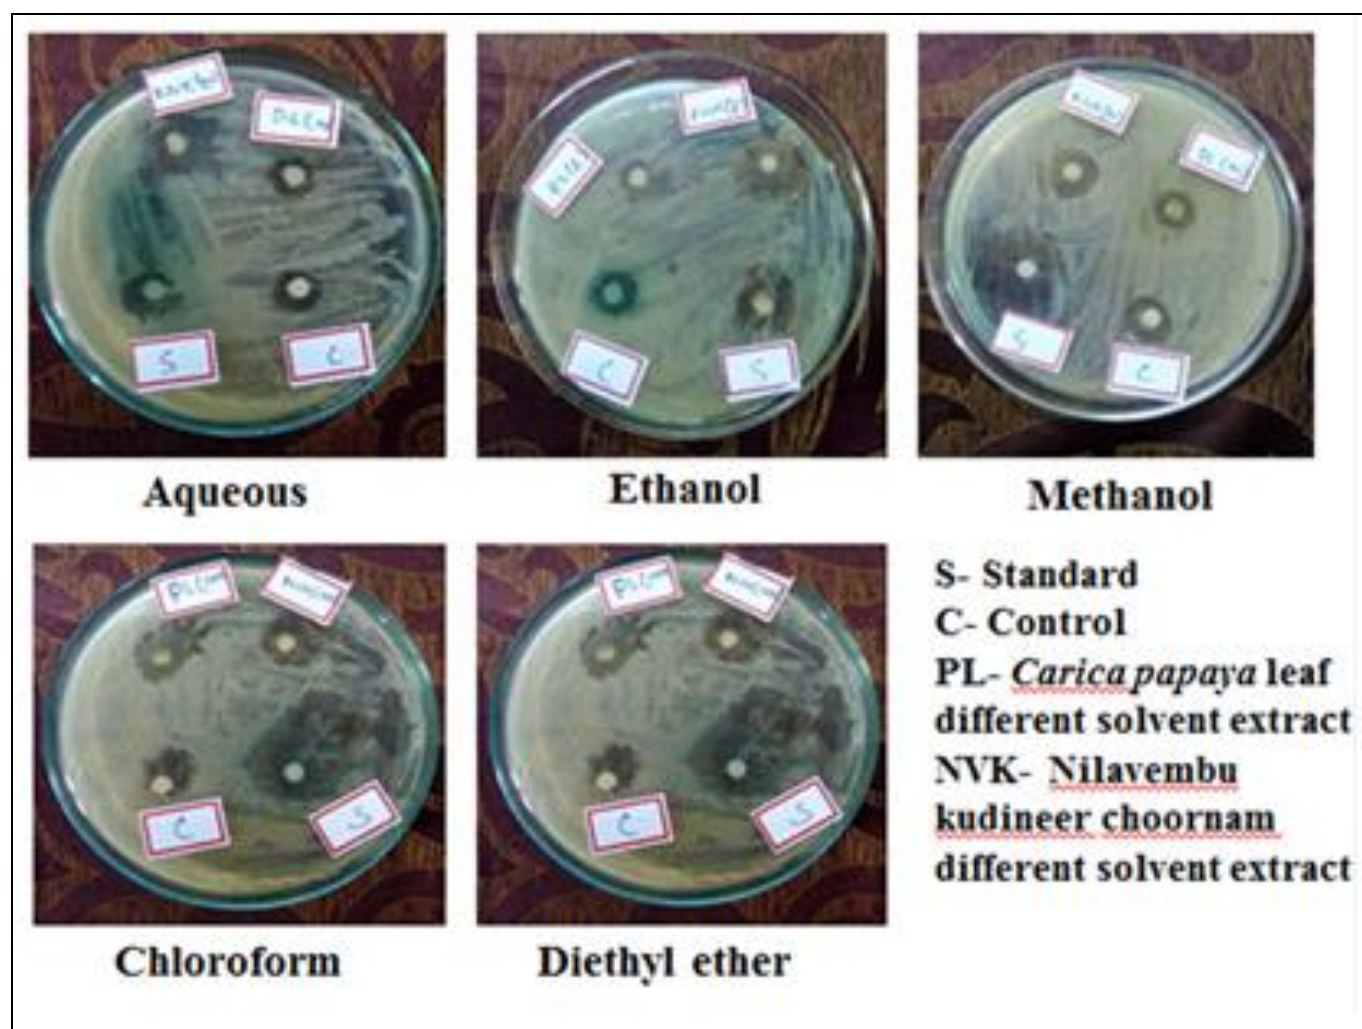 S
C
Aqueous
C
S
Ethanol
C
Methanol
S- Standard
C- Control
PL- Carica papaya leaf
different solvent extract
NVK- Nilavembu
kudineer choornam
different solvent extract
C
S
Chloroform
C
S
Diethyl ether